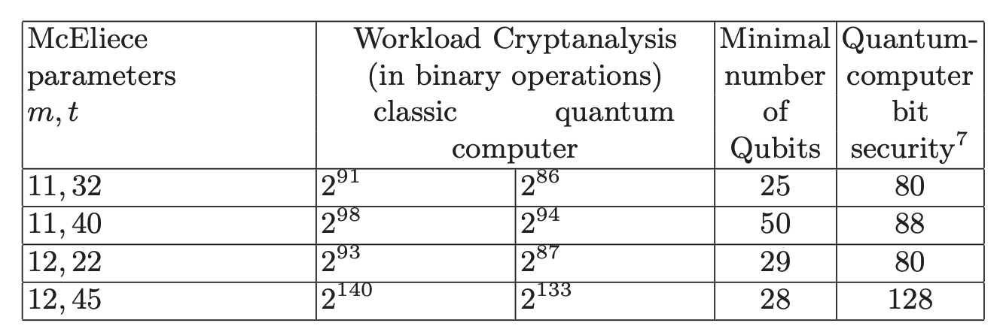 McEliece Workload Cryptanalysis Minimal Quantum-
parameters (in binary operations) number computer
m, t classic quantum of bit
computer Qubits security7
11, 32 2^91 2^86 25 80
11, 40 2^98 2^94 50 88
12, 22 2^93 2^87 29 80
12, 45 2^140 2^133 28 128